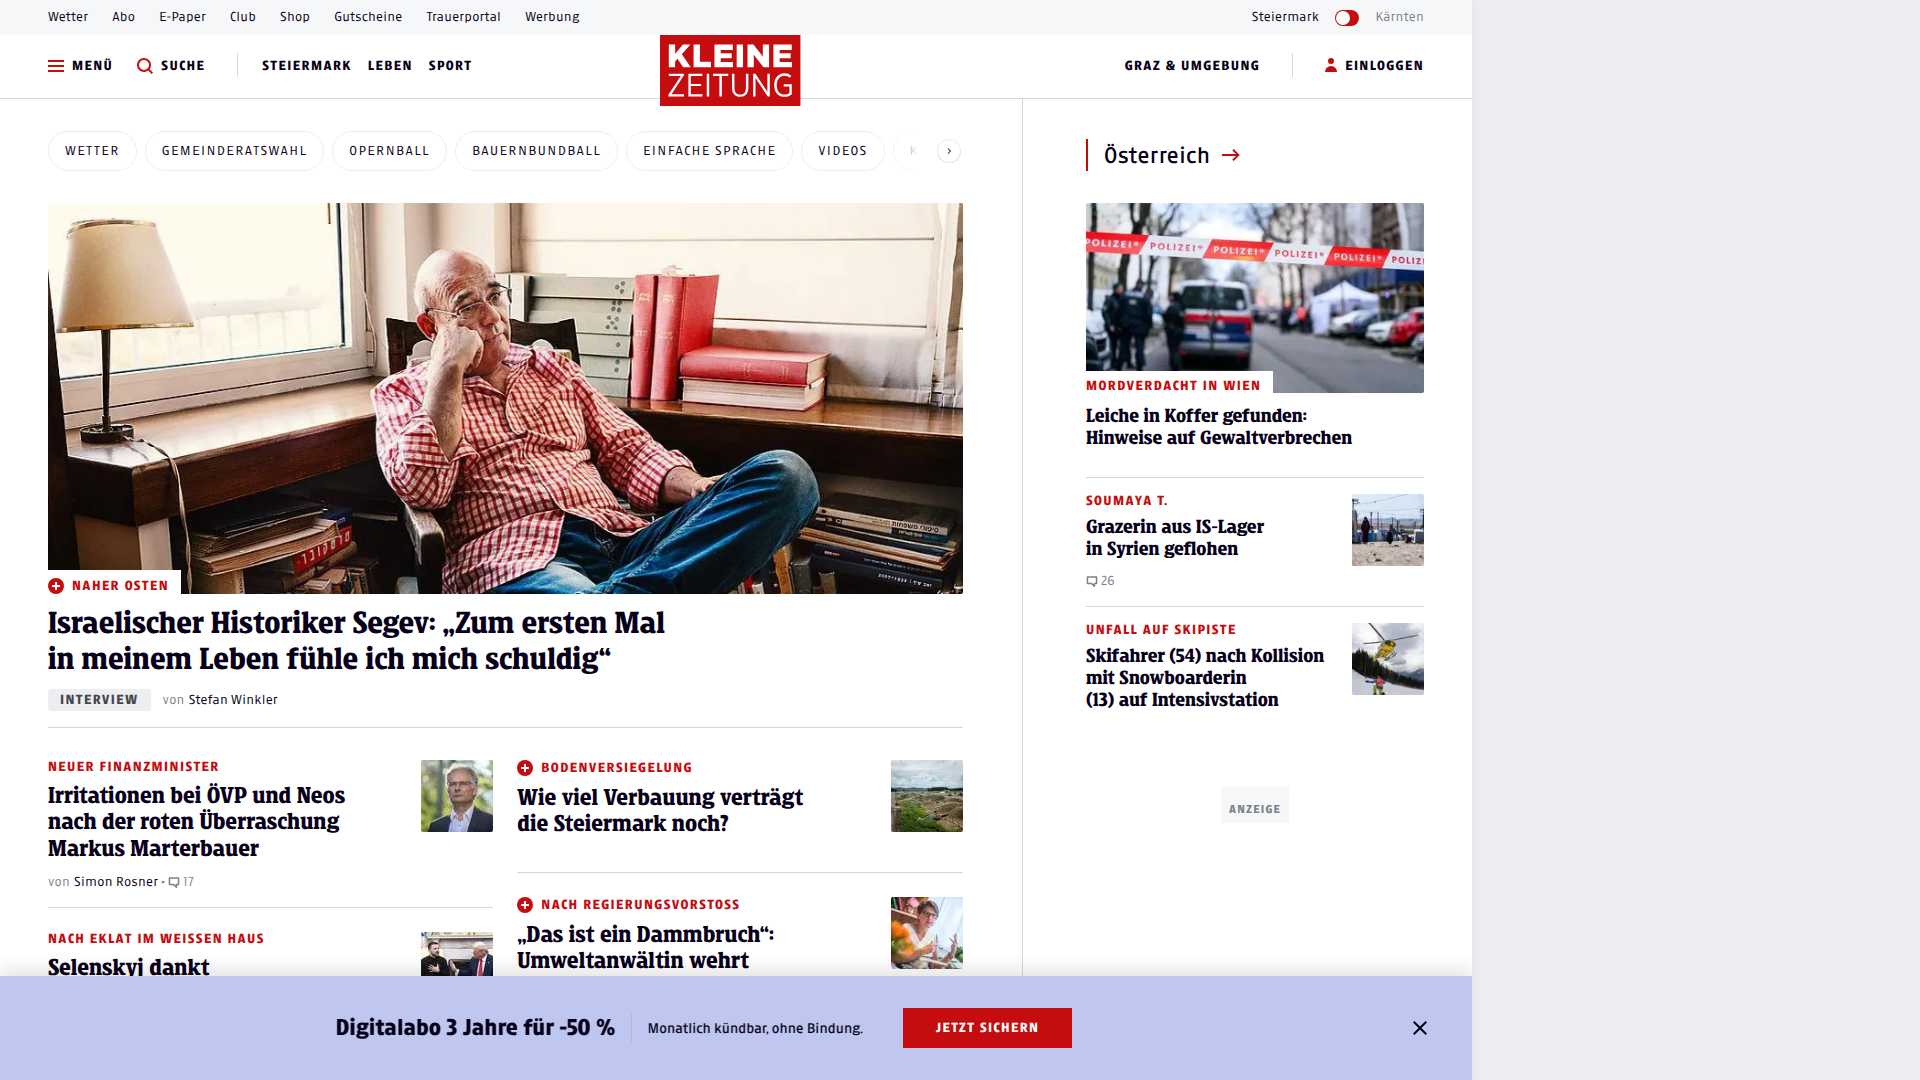 Wetter
Abo
E-Paper
Club
Shop
Gutscheine
Trauerportal
Werbung
Steiermark
Kärnten
MENÜ
SUCHE
STEIERMARK
LEBEN
SPORT
KLEINE
ZEITUNG
GRAZ & UMGEBUNG
EINLOGGEN
WETTER
GEMEINDERATSWAHL
OPERNBALL
BAUERNBUNDBALL
EINFACHE SPRACHE
VIDEOS
K
NAHER OSTEN
Israelischer Historiker Segev: „Zum ersten Mal
in meinem Leben fühle ich mich schuldig“
INTERVIEW
von Stefan Winkler
NEUER FINANZMINISTER
Irritationen bei ÖVP und Neos
nach der roten Überraschung
Markus Marterbauer
von Simon Rosner • 17
NACH EKLAT IM WEISSEN HAUS
Selenskyj dankt
BODENVERSIEGELUNG
Wie viel Verbauung verträgt
die Steiermark noch?
NACH REGIERUNGSVORSTOSS
„Das ist ein Dammbruch“:
Umweltanwältin wehrt
Österreich
POLIZEI POLIZEI POLIZEI POLIZEI POLIZEI POLIZ
MORDVERDACHT IN WIEN
Leiche in Koffer gefunden:
Hinweise auf Gewaltverbrechen
SOUMAYA T.
Grazerin aus IS-Lager
in Syrien geflohen
26
UNFALL AUF SKIPISTE
Skifahrer (54) nach Kollision
mit Snowboarderin
(13) auf Intensivstation
ANZEIGE
Digitalabo 3 Jahre für -50 %
Monatlich kündbar, ohne Bindung.
JETZT SICHERN